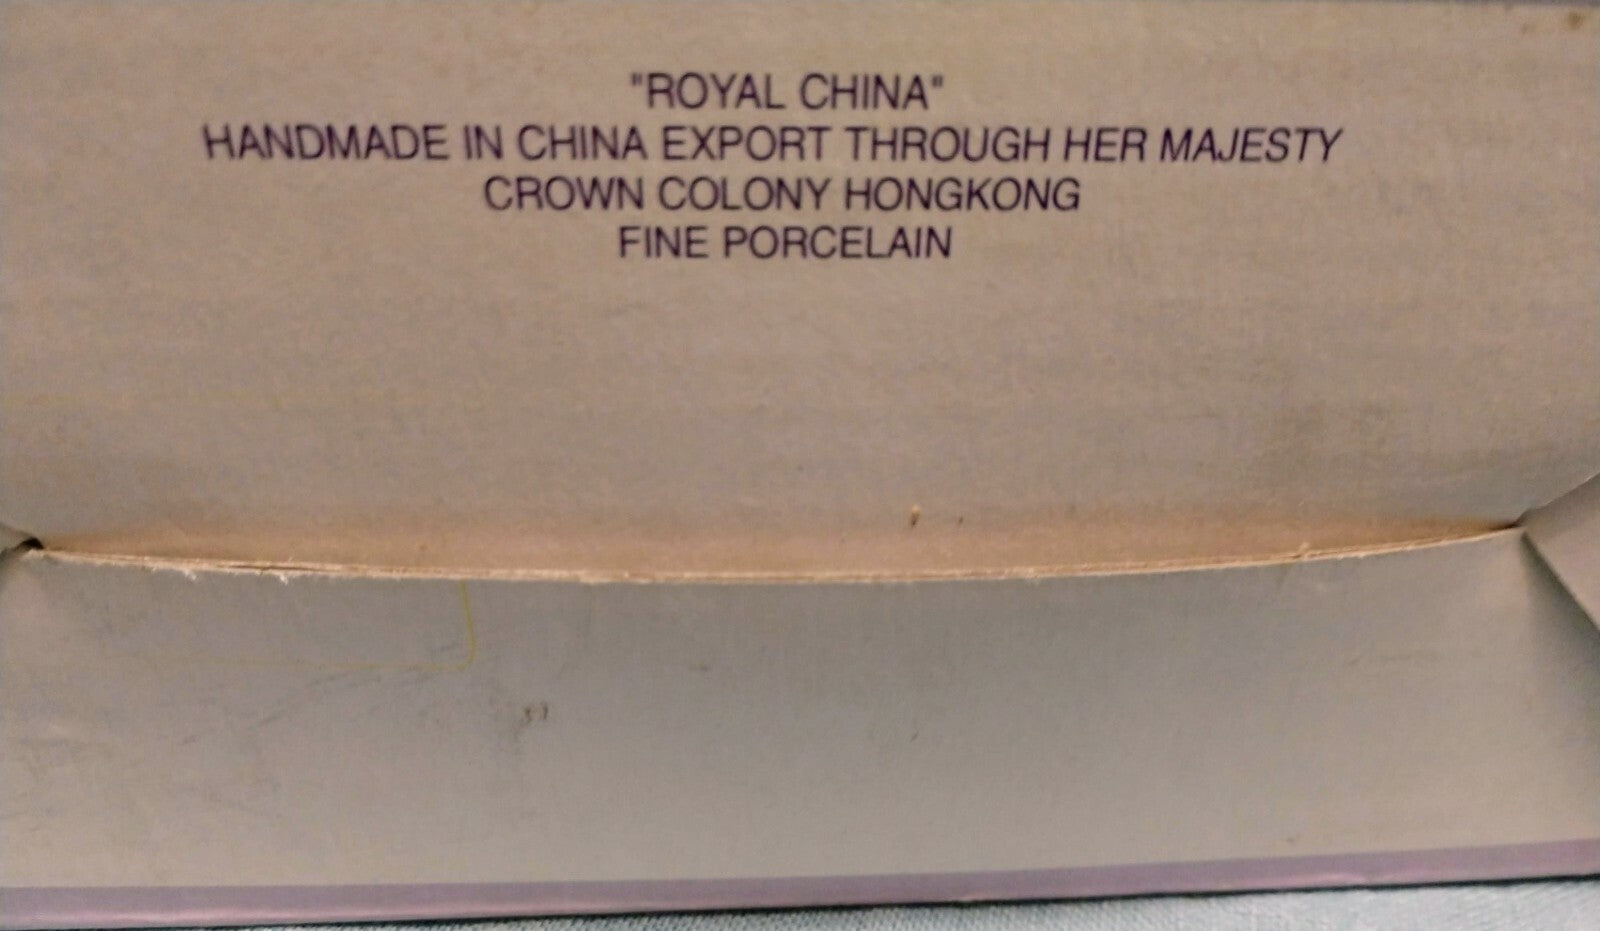 "ROYAL CHINA"
HANDMADE IN CHINA EXPORT THROUGH HER MAJESTY
CROWN COLONY HONGKONG
FINE PORCELAIN